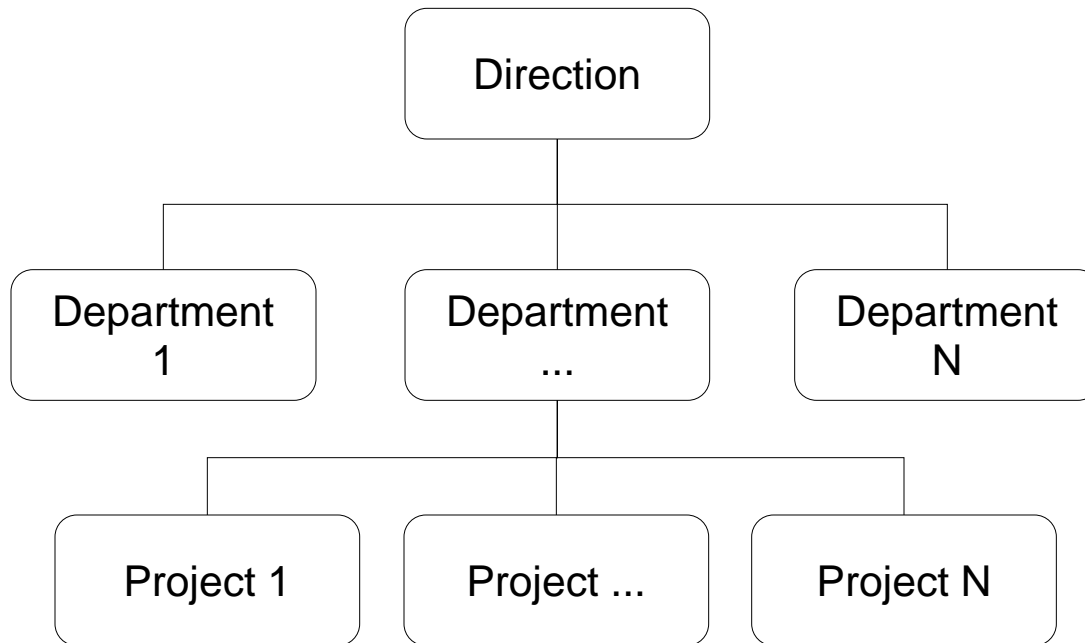 Direction
Department
1
Department
...
Department
N
Project 1
Project ...
Project N